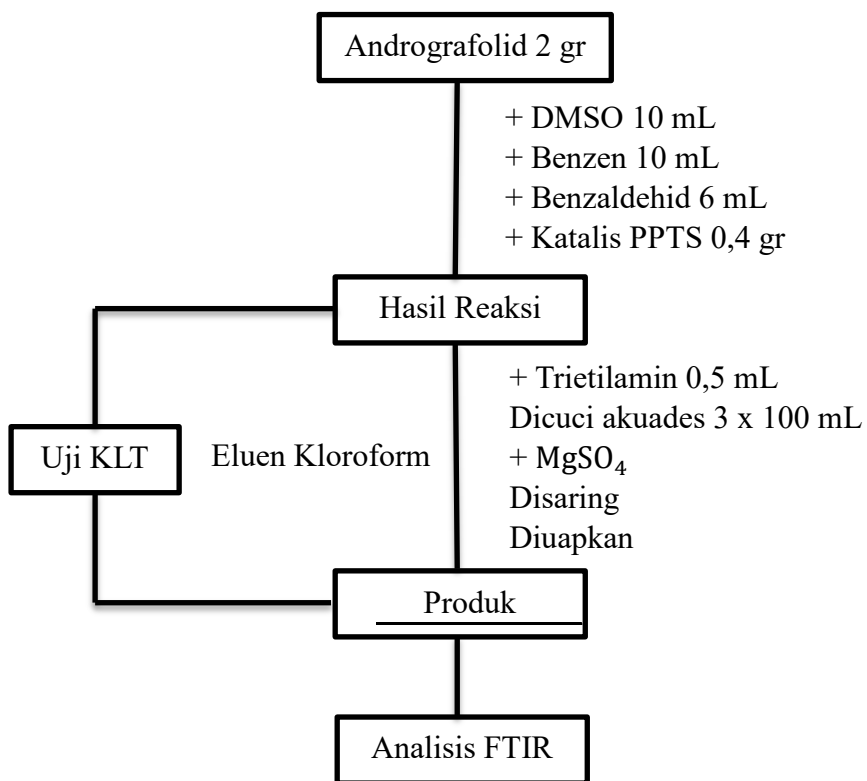 Andrografolid 2 gr
+ DMSO 10 mL
+ Benzen 10 mL
+ Benzaldehid 6 mL
+ Katalis PPTS 0,4 gr
Hasil Reaksi
+ Trietilamin 0,5 mL
Dicuci akuades 3 x 100 mL
Uji KLT
Eluen Kloroform
+ MgSO₄
Disaring
Diuapkan
Produk
Analisis FTIR